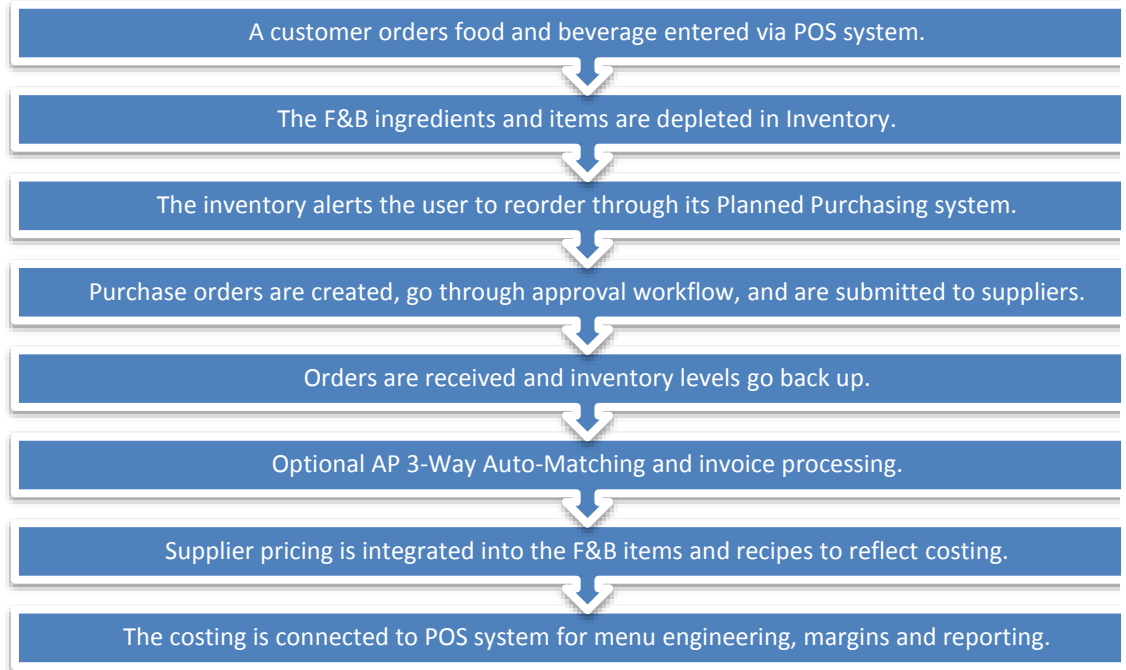 A customer orders food and beverage entered via POS system.
The F&B ingredients and items are depleted in Inventory.
The inventory alerts the user to reorder through its Planned Purchasing system.
Purchase orders are created, go through approval workflow, and are submitted to suppliers.
Orders are received and inventory levels go back up.
Optional AP 3-Way Auto-Matching and invoice processing.
Supplier pricing is integrated into the F&B items and recipes to reflect costing.
The costing is connected to POS system for menu engineering, margins and reporting.